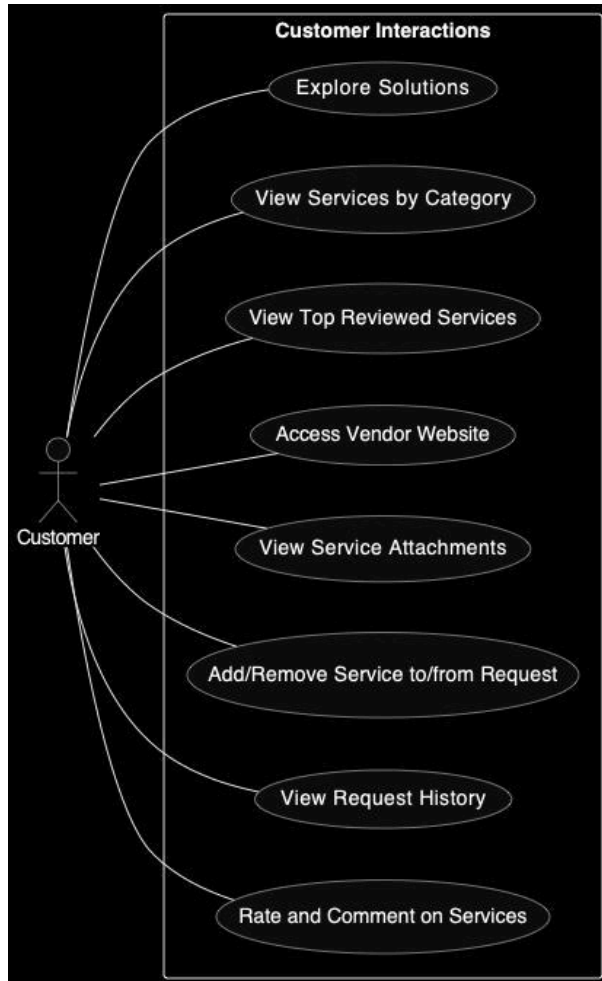 Customer Interactions
Explore Solutions
View Services by Category
View Top Reviewed Services
Access Vendor Website
View Service Attachments
Customer
Add/Remove Service to/from Request
View Request History
Rate and Comment on Services